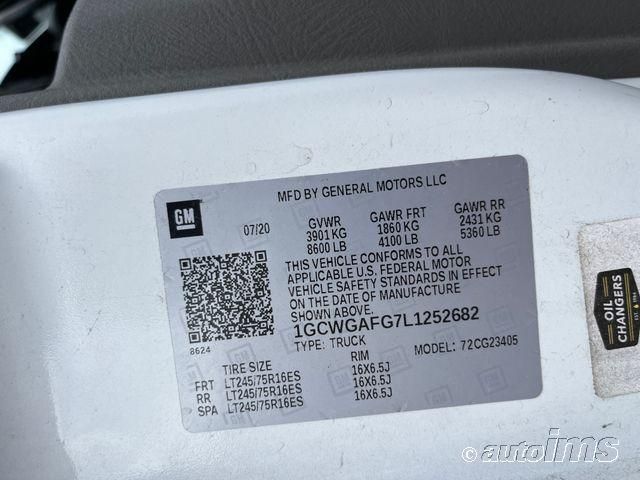 MFD BY GENERAL MOTORS LLC
GM
07/20
GVWR
3901 KG
8600 LB
GAWR FRT
1860 KG
4100 LB
GAWR RR
2431 KG
5360 LB
THIS VEHICLE CONFORMS TO ALL
APPLICABLE U.S. FEDERAL MOTOR
VEHICLE SAFETY STANDARDS IN EFFECT
ON THE DATE OF MANUFACTURE
SHOWN ABOVE.
8624
1GCWGAFG7L1252682
TYPE: TRUCK
MODEL: 72CG23405
TIRE SIZE RIM
FRT LT245/75R16ES 16X6.5J
RR LT245/75R16ES 16X6.5J
SPA LT245/75R16ES 16X6.5J
OIL
CHANGERS
© autoims